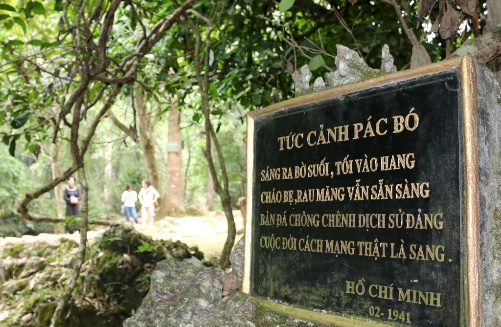 TỨC CẢNH PÁC BÓ
SÁNG RA BỜ SUỐI, TỐI VÀO HANG
CHÁO BẸ, RAU MĂNG VẪN SẴN SÀNG
BÀN ĐÁ CHÔNG CHÊNH DỊCH SỬ ĐẢNG
CUỘC ĐỜI CÁCH MẠNG THẬT LÀ SANG.
HỒ CHÍ MINH
02-1941